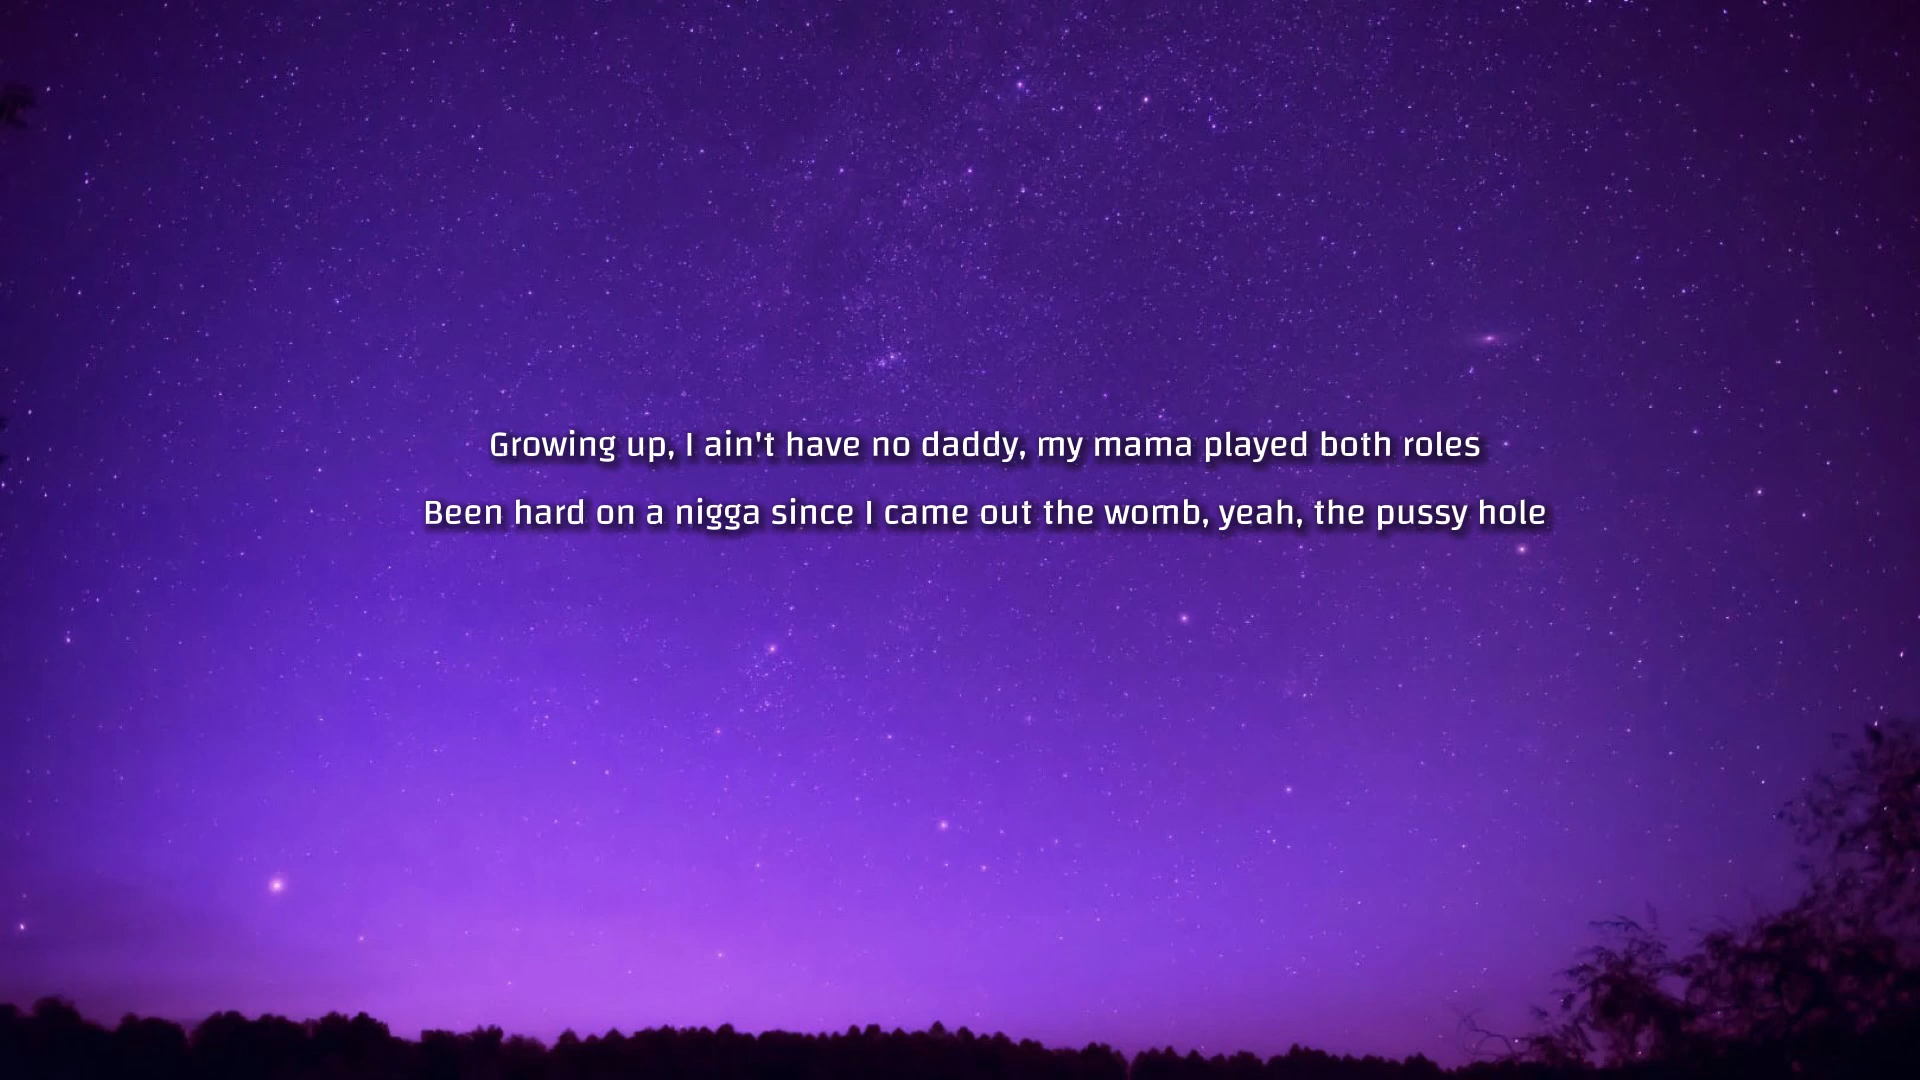 Growing up, I ain't have no daddy, my mama played both roles
Been hard on a nigga since I came out the womb, yeah, the pussy hole